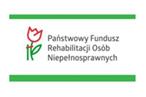 Państwowy Fundusz
Rehabilitacji Osób
Niepełnosprawnych